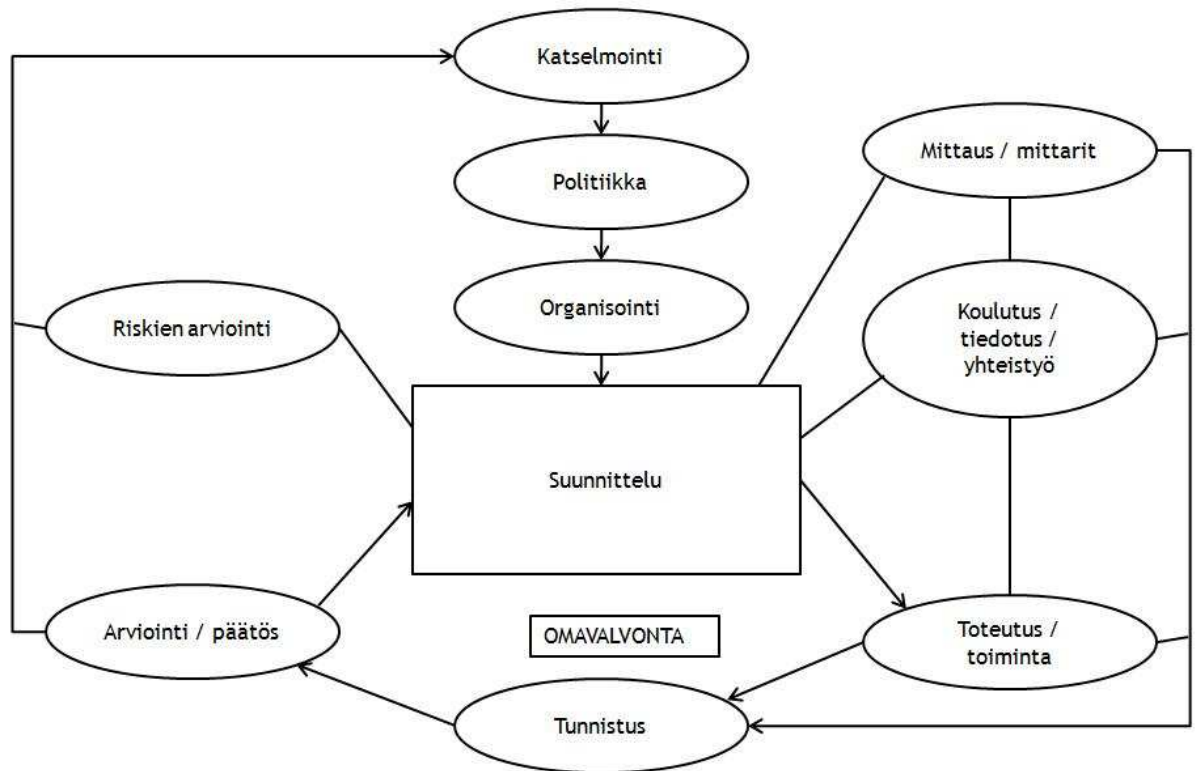 Katselmointi
Politiikka
Organisointi
Suunnittelu
Mittaus / mittarit
Koulutus /
tiedotus /
yhteistyö
Toteutus /
toiminta
Tunnistus
Arviointi / päätös
Riskien arviointi
OMAVALVONTA